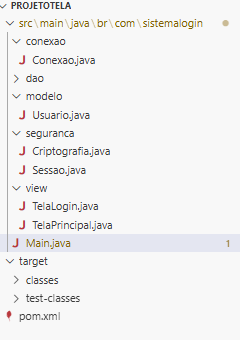 PROJETOTELA
src\main\java\br\com\sistemalogin
conexao
Conexao.java
dao
modelo
Usuario.java
seguranca
Criptografia.java
Sessao.java
view
TelaLogin.java
TelaPrincipal.java
Main.java 1
target
classes
test-classes
pom.xml